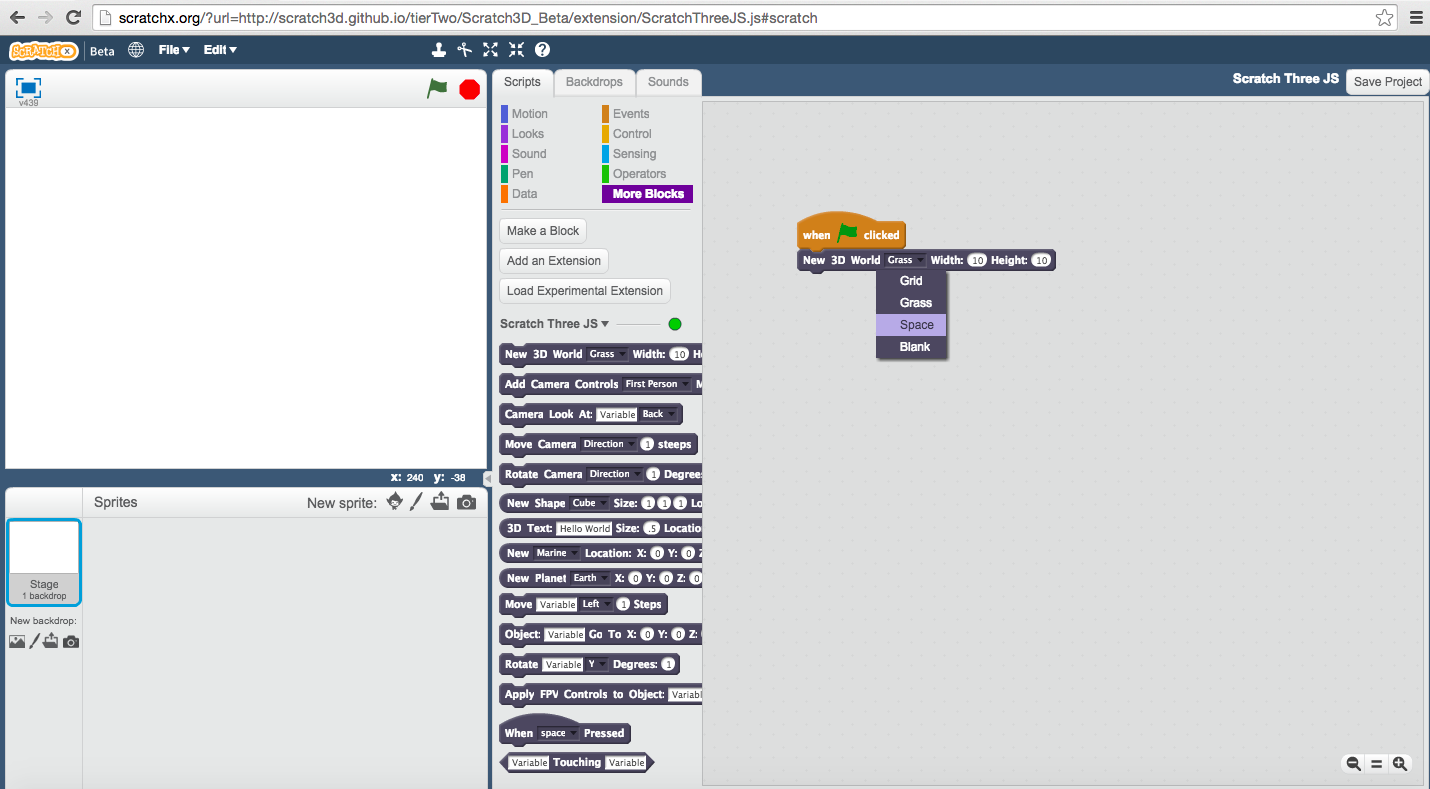 scratchx.org/?url=http://scratch3d.github.io/tierTwo/Scratch3D_Beta/extension/ScratchThreeJS.js#scratch
SCRATCHX Beta File Edit
v439
Scripts Backdrops Sounds
Scratch Three JS Save Project
Motion Events
Looks Control
Sound Sensing
Pen Operators
Data More Blocks
Make a Block
Add an Extension
Load Experimental Extension
Scratch Three JS
New 3D World Grass Width: 10 H
Add Camera Controls First Person M
Camera Look At: Variable Back
Move Camera Direction 1 steeps
Rotate Camera Direction 1 Degree
New Shape Cube Size: 1 1 1 Lo
3D Text: Hello World Size: .5 Locatio
New Marine Location: X: 0 Y: 0 Z
New Planet Earth X: 0 Y: 0 Z: 0
Move Variable Left 1 Steps
Object: Variable Go To X: 0 Y: 0 Z:
Rotate Variable Y Degrees: 1
Apply FPV Controls to Object: Variabl
When space Pressed
Variable Touching Variable
when clicked
New 3D World Grass Width: 10 Height: 10
Grid
Grass
Space
Blank
x: 240 y: -38
Sprites New sprite:
Stage
1 backdrop
New backdrop: